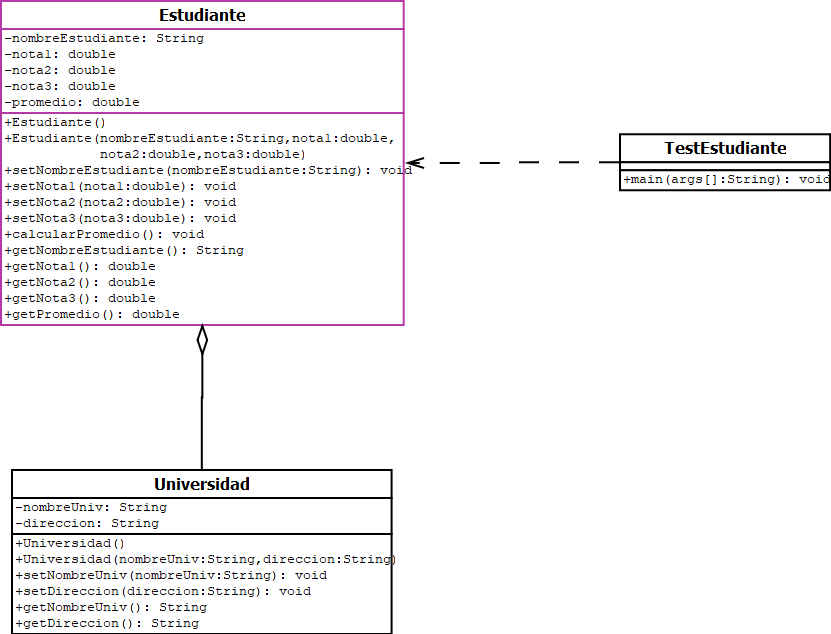 Estudiante
-nombreEstudiante: String
-nota1: double
-nota2: double
-nota3: double
-promedio: double
+Estudiante()
+Estudiante(nombreEstudiante:String,nota1:double,
nota2:double,nota3:double)
+setNombreEstudiante(nombreEstudiante:String): void
+setNota1(nota1:double): void
+setNota2(nota2:double): void
+setNota3(nota3:double): void
+calcularPromedio(): void
+getNombreEstudiante(): String
+getNota1(): double
+getNota2(): double
+getNota3(): double
+getPromedio(): double
TestEstudiante
+main(args[]:String): void
Universidad
-nombreUniv: String
-direccion: String
+Universidad()
+Universidad(nombreUniv:String,direccion:String)
+setNombreUniv(nombreUniv:String): void
+setDireccion(direccion:String): void
+getNombreUniv(): String
+getDireccion(): String